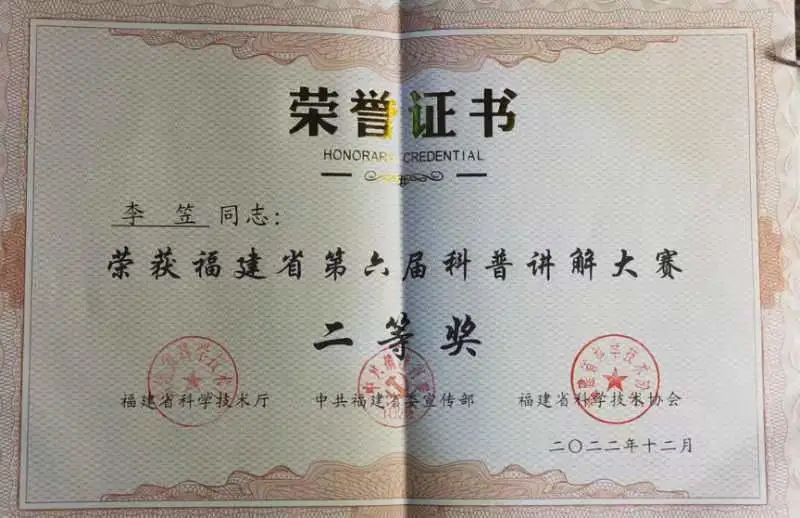 荣誉证书
HONORARY CREDENTIAL
李笠 同志:
荣获福建省第六届科普讲解大赛
二等奖
福建省科学技术厅 中共福建省委宣传部 福建省科学技术协会
二〇二二年十二月